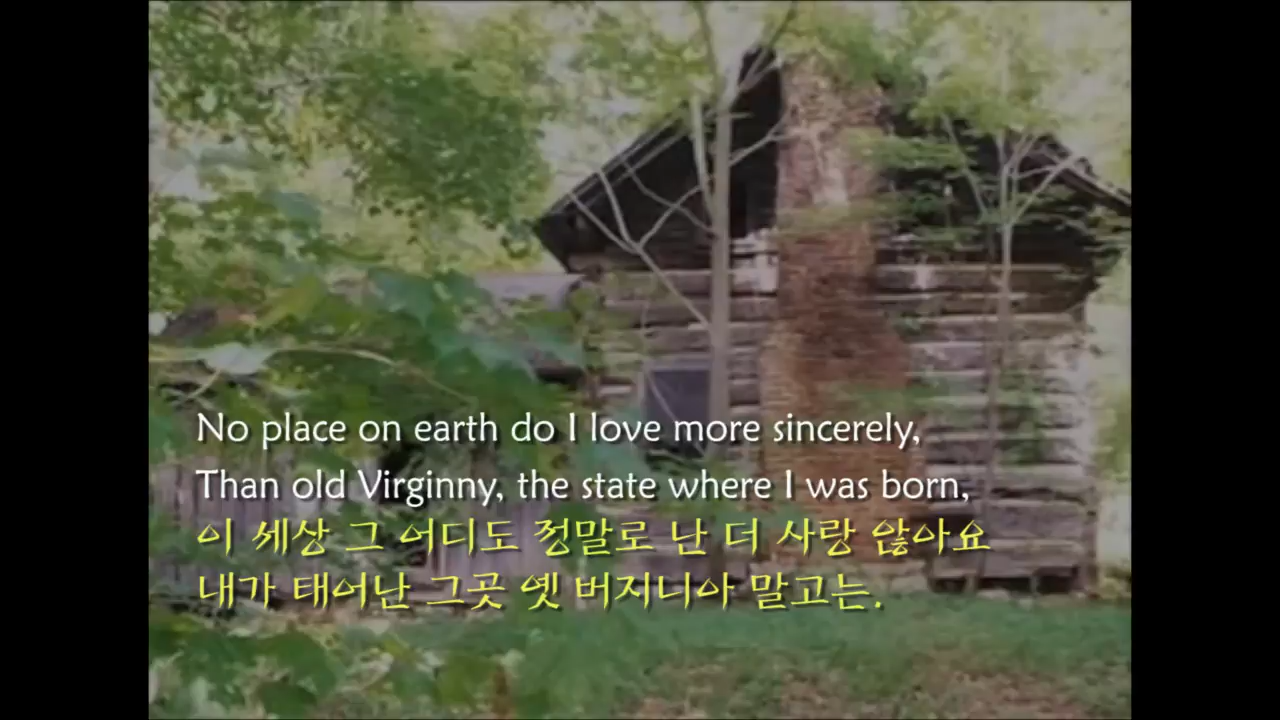 No place on earth do I love more sincerely,
Than old Virginny, the state where I was born,
이 세상 그 어디도 정말로 난 더 사랑 않아요
내가 태어난 그곳 옛 버지니아 말고는.